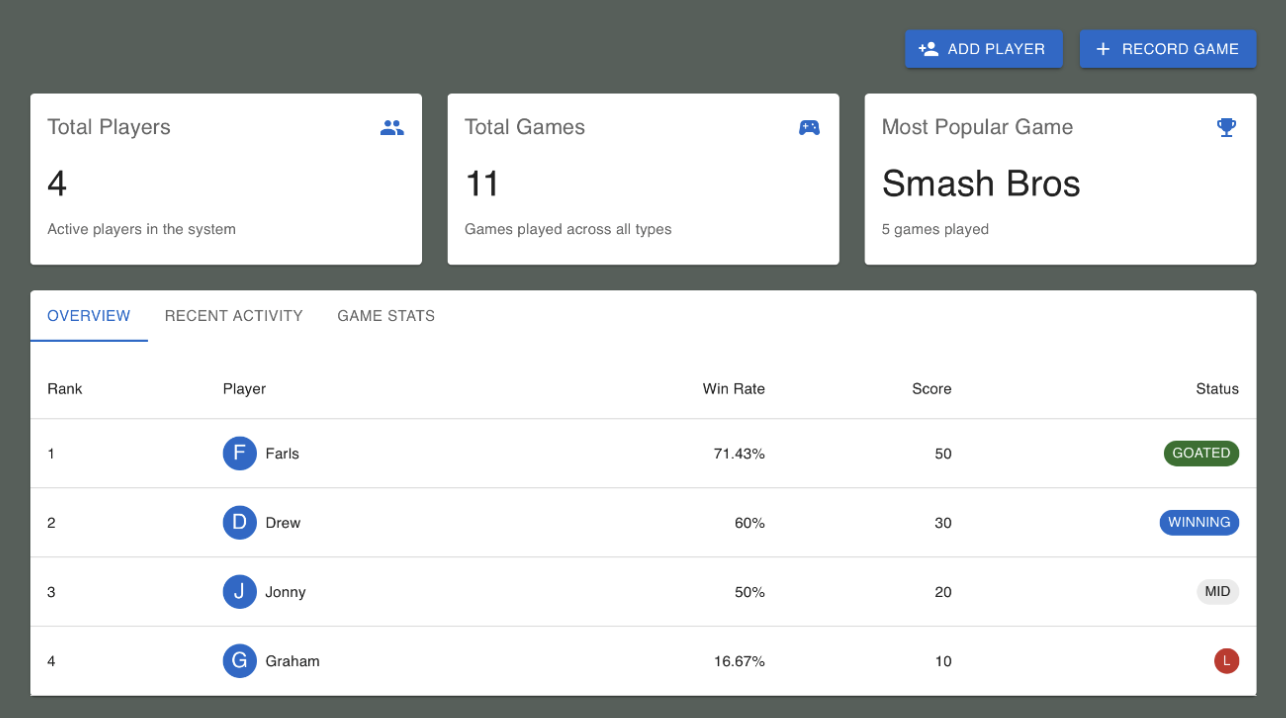 ADD PLAYER RECORD GAME
Total Players Total Games Most Popular Game
4 11 Smash Bros
Active players in the system Games played across all types 5 games played
OVERVIEW RECENT ACTIVITY GAME STATS
Rank Player Win Rate Score Status
1 F Farls 71.43% 50 GOATED
2 D Drew 60% 30 WINNING
3 J Jonny 50% 20 MID
4 G Graham 16.67% 10 L